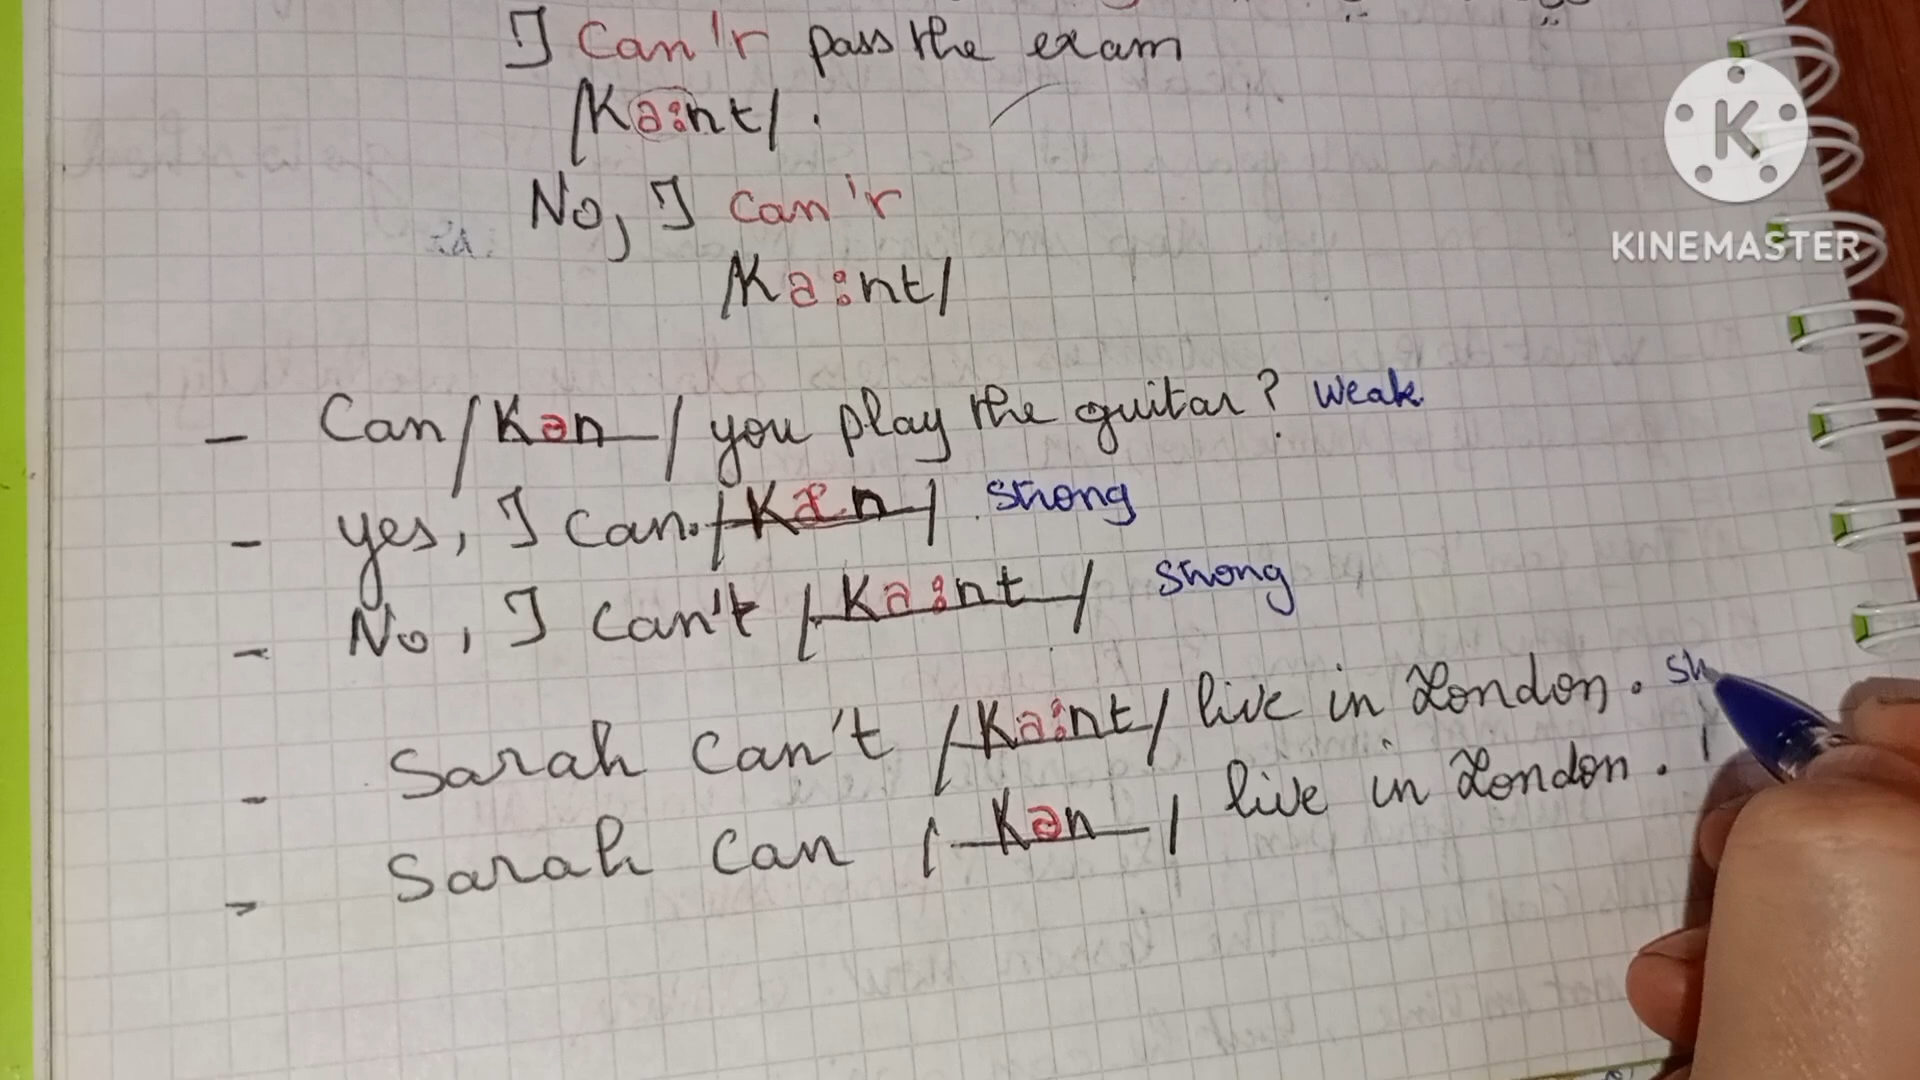 I can'r pass the exam
/Ka:nt/.
No, I can'r
/Ka:nt/
KINEMASTER
- Can /Kən/ you play the guitar? weak
- yes, I can. /Kæn/. strong
- No, I can't /Ka:nt/ strong
- Sarah can't /Ka:nt/ live in London. st
- Sarah can /Kən/ live in London.